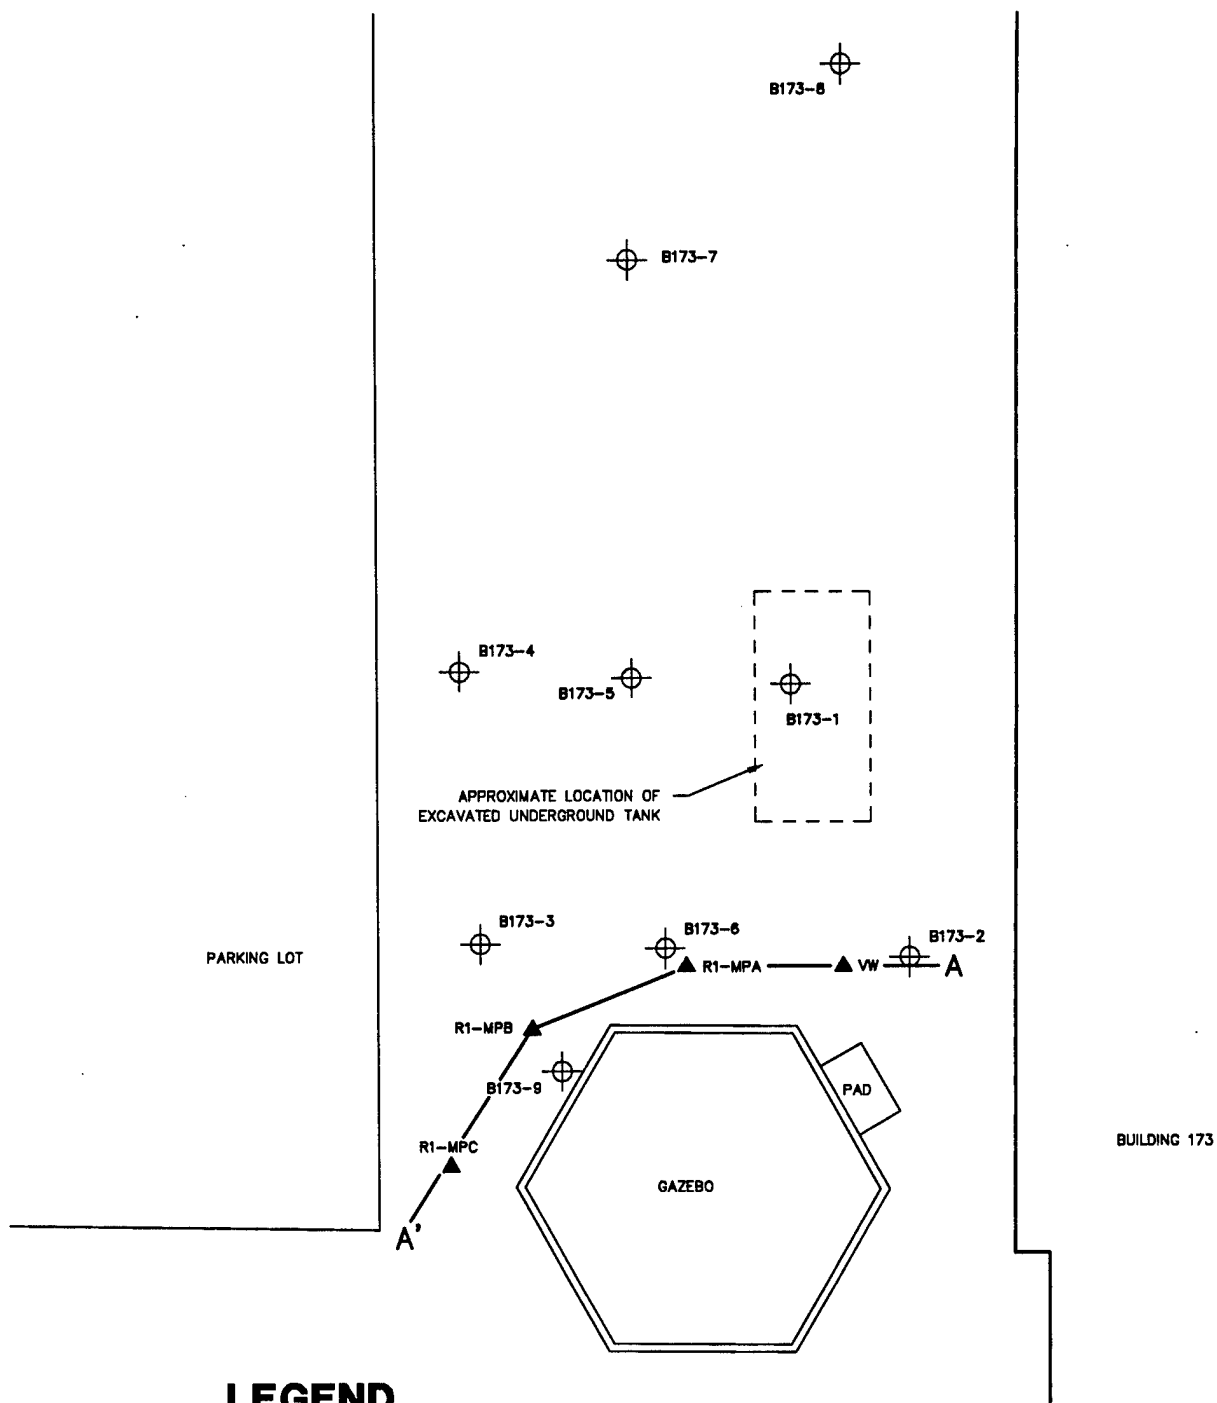 B173-8
B173-7
B173-4
B173-5
B173-1
APPROXIMATE LOCATION OF
EXCAVATED UNDERGROUND TANK
B173-3
B173-6
B173-2
PARKING LOT
R1-MPA
VW
A
R1-MPB
B173-9
PAD
R1-MPC
BUILDING 173
GAZEBO
A'
LEGEND